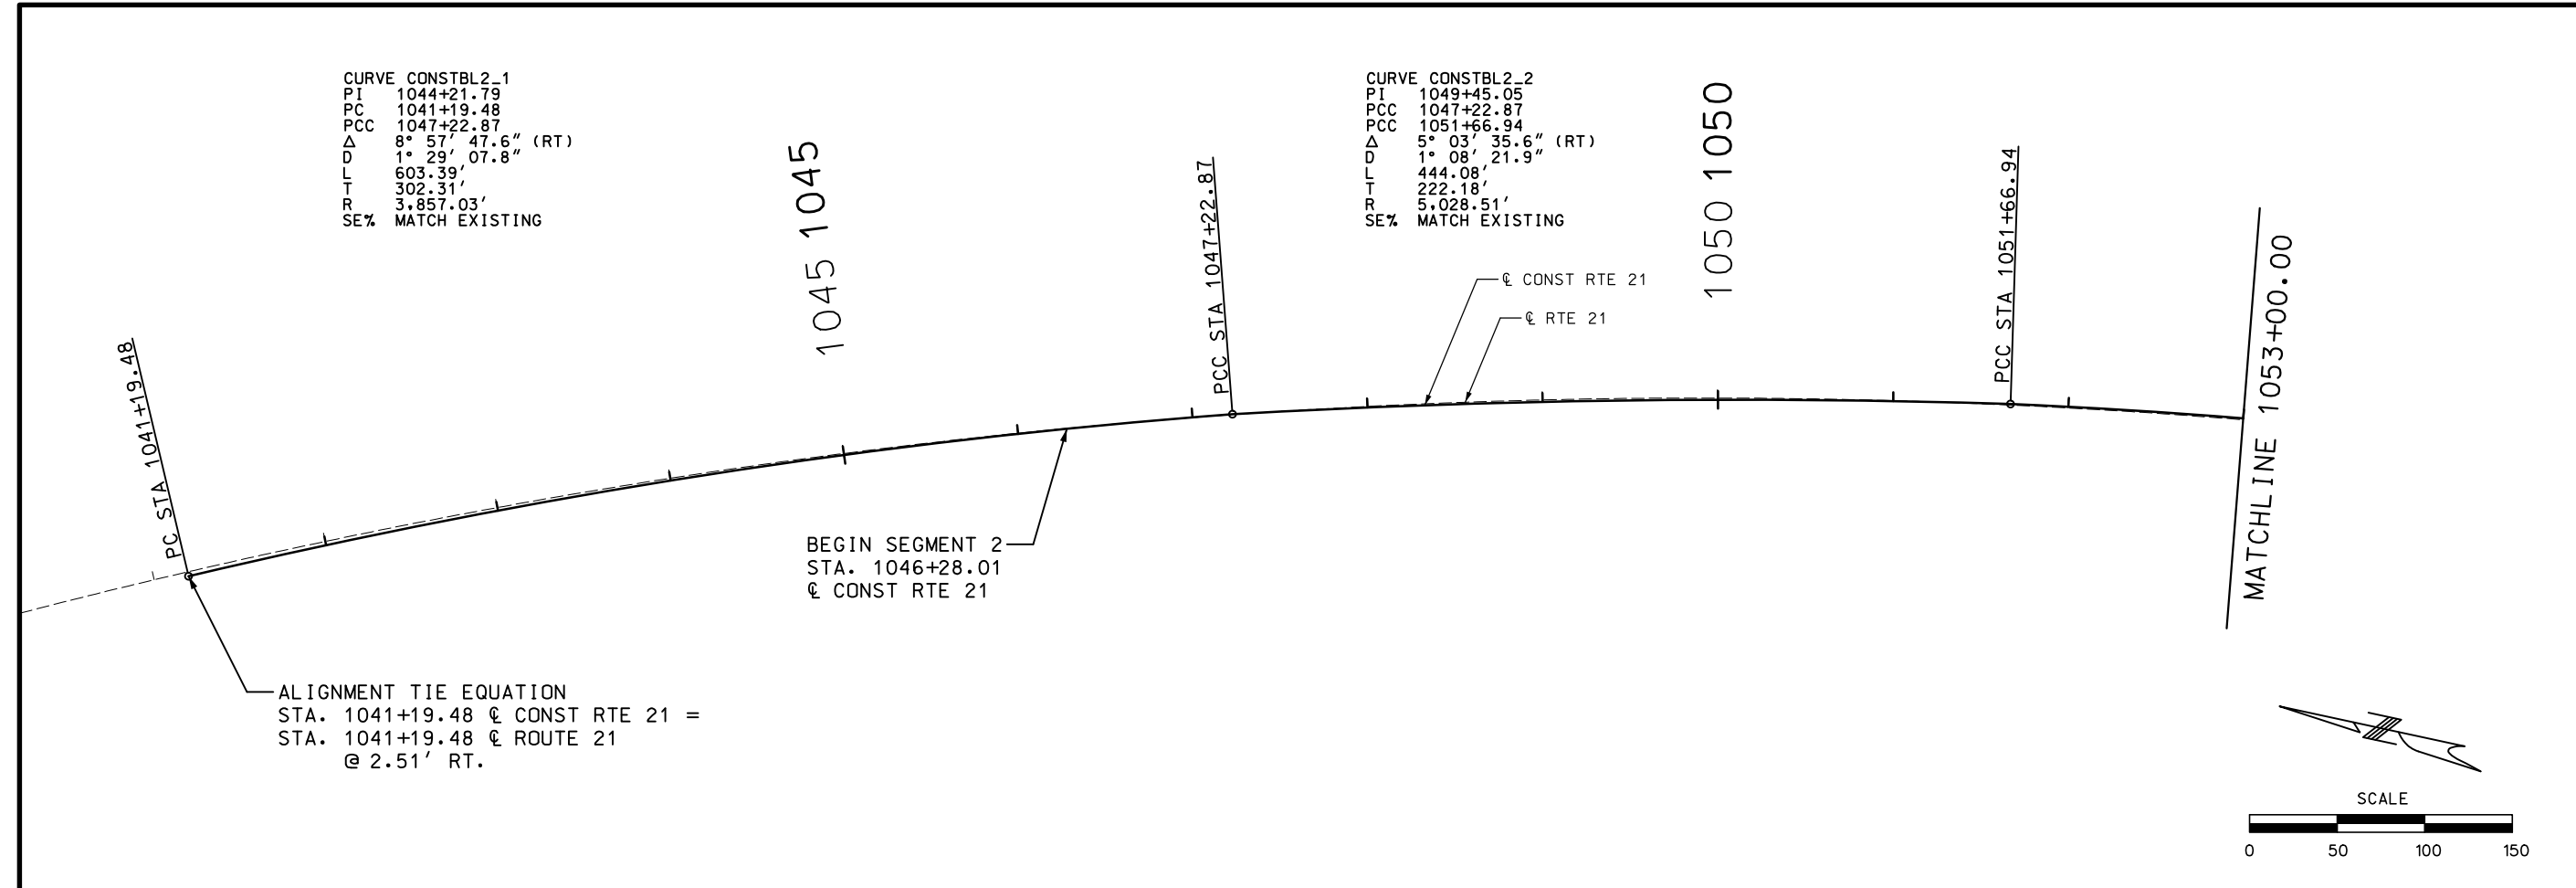 CURVE CONSTBL2_1
PI 1044+21.79
PC 1041+19.48
PCC 1047+22.87
Δ 8° 57' 47.6" (RT)
D 1° 29' 07.8"
L 603.39'
T 302.31'
R 3,857.03'
SE% MATCH EXISTING
CURVE CONSTBL2_2
PI 1049+45.05
PCC 1047+22.87
PCC 1051+66.94
Δ 5° 03' 35.6" (RT)
D 1° 08' 21.9"
L 444.08'
T 222.18'
R 5,028.51'
SE% MATCH EXISTING
PC STA 1041+19.48
1045 1045
PCC STA 1047+22.87
℄ CONST RTE 21
℄ RTE 21
1050 1050
PCC STA 1051+66.94
MATCHLINE 1053+00.00
BEGIN SEGMENT 2
STA. 1046+28.01
℄ CONST RTE 21
ALIGNMENT TIE EQUATION
STA. 1041+19.48 ℄ CONST RTE 21 =
STA. 1041+19.48 ℄ ROUTE 21
@ 2.51' RT.
SCALE
0 50 100 150